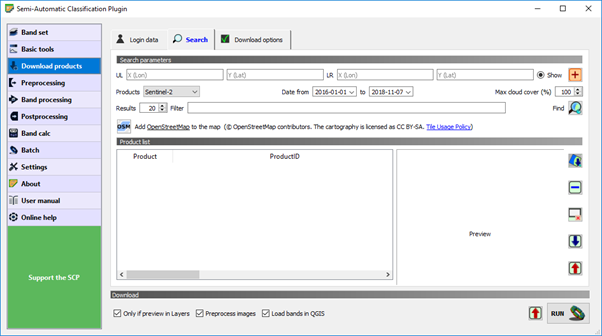 Semi-Automatic Classification Plugin
Band set
Basic tools
Download products
Preprocessing
Band processing
Postprocessing
Band calc
Batch
Settings
About
User manual
Online help
Support the SCP
Login data Search Download options
Search parameters
UL X (Lon) Y (Lat) LR X (Lon) Y (Lat) Show
Products Sentinel-2 Date from 2016-01-01 to 2018-11-07 Max cloud cover (%) 100
Results 20 Filter Find
OSM Add OpenStreetMap to the map (© OpenStreetMap contributors. The cartography is licensed as CC BY-SA. Tile Usage Policy)
Product list
Product ProductID
Preview
Download
Only if preview in Layers Preprocess images Load bands in QGIS RUN